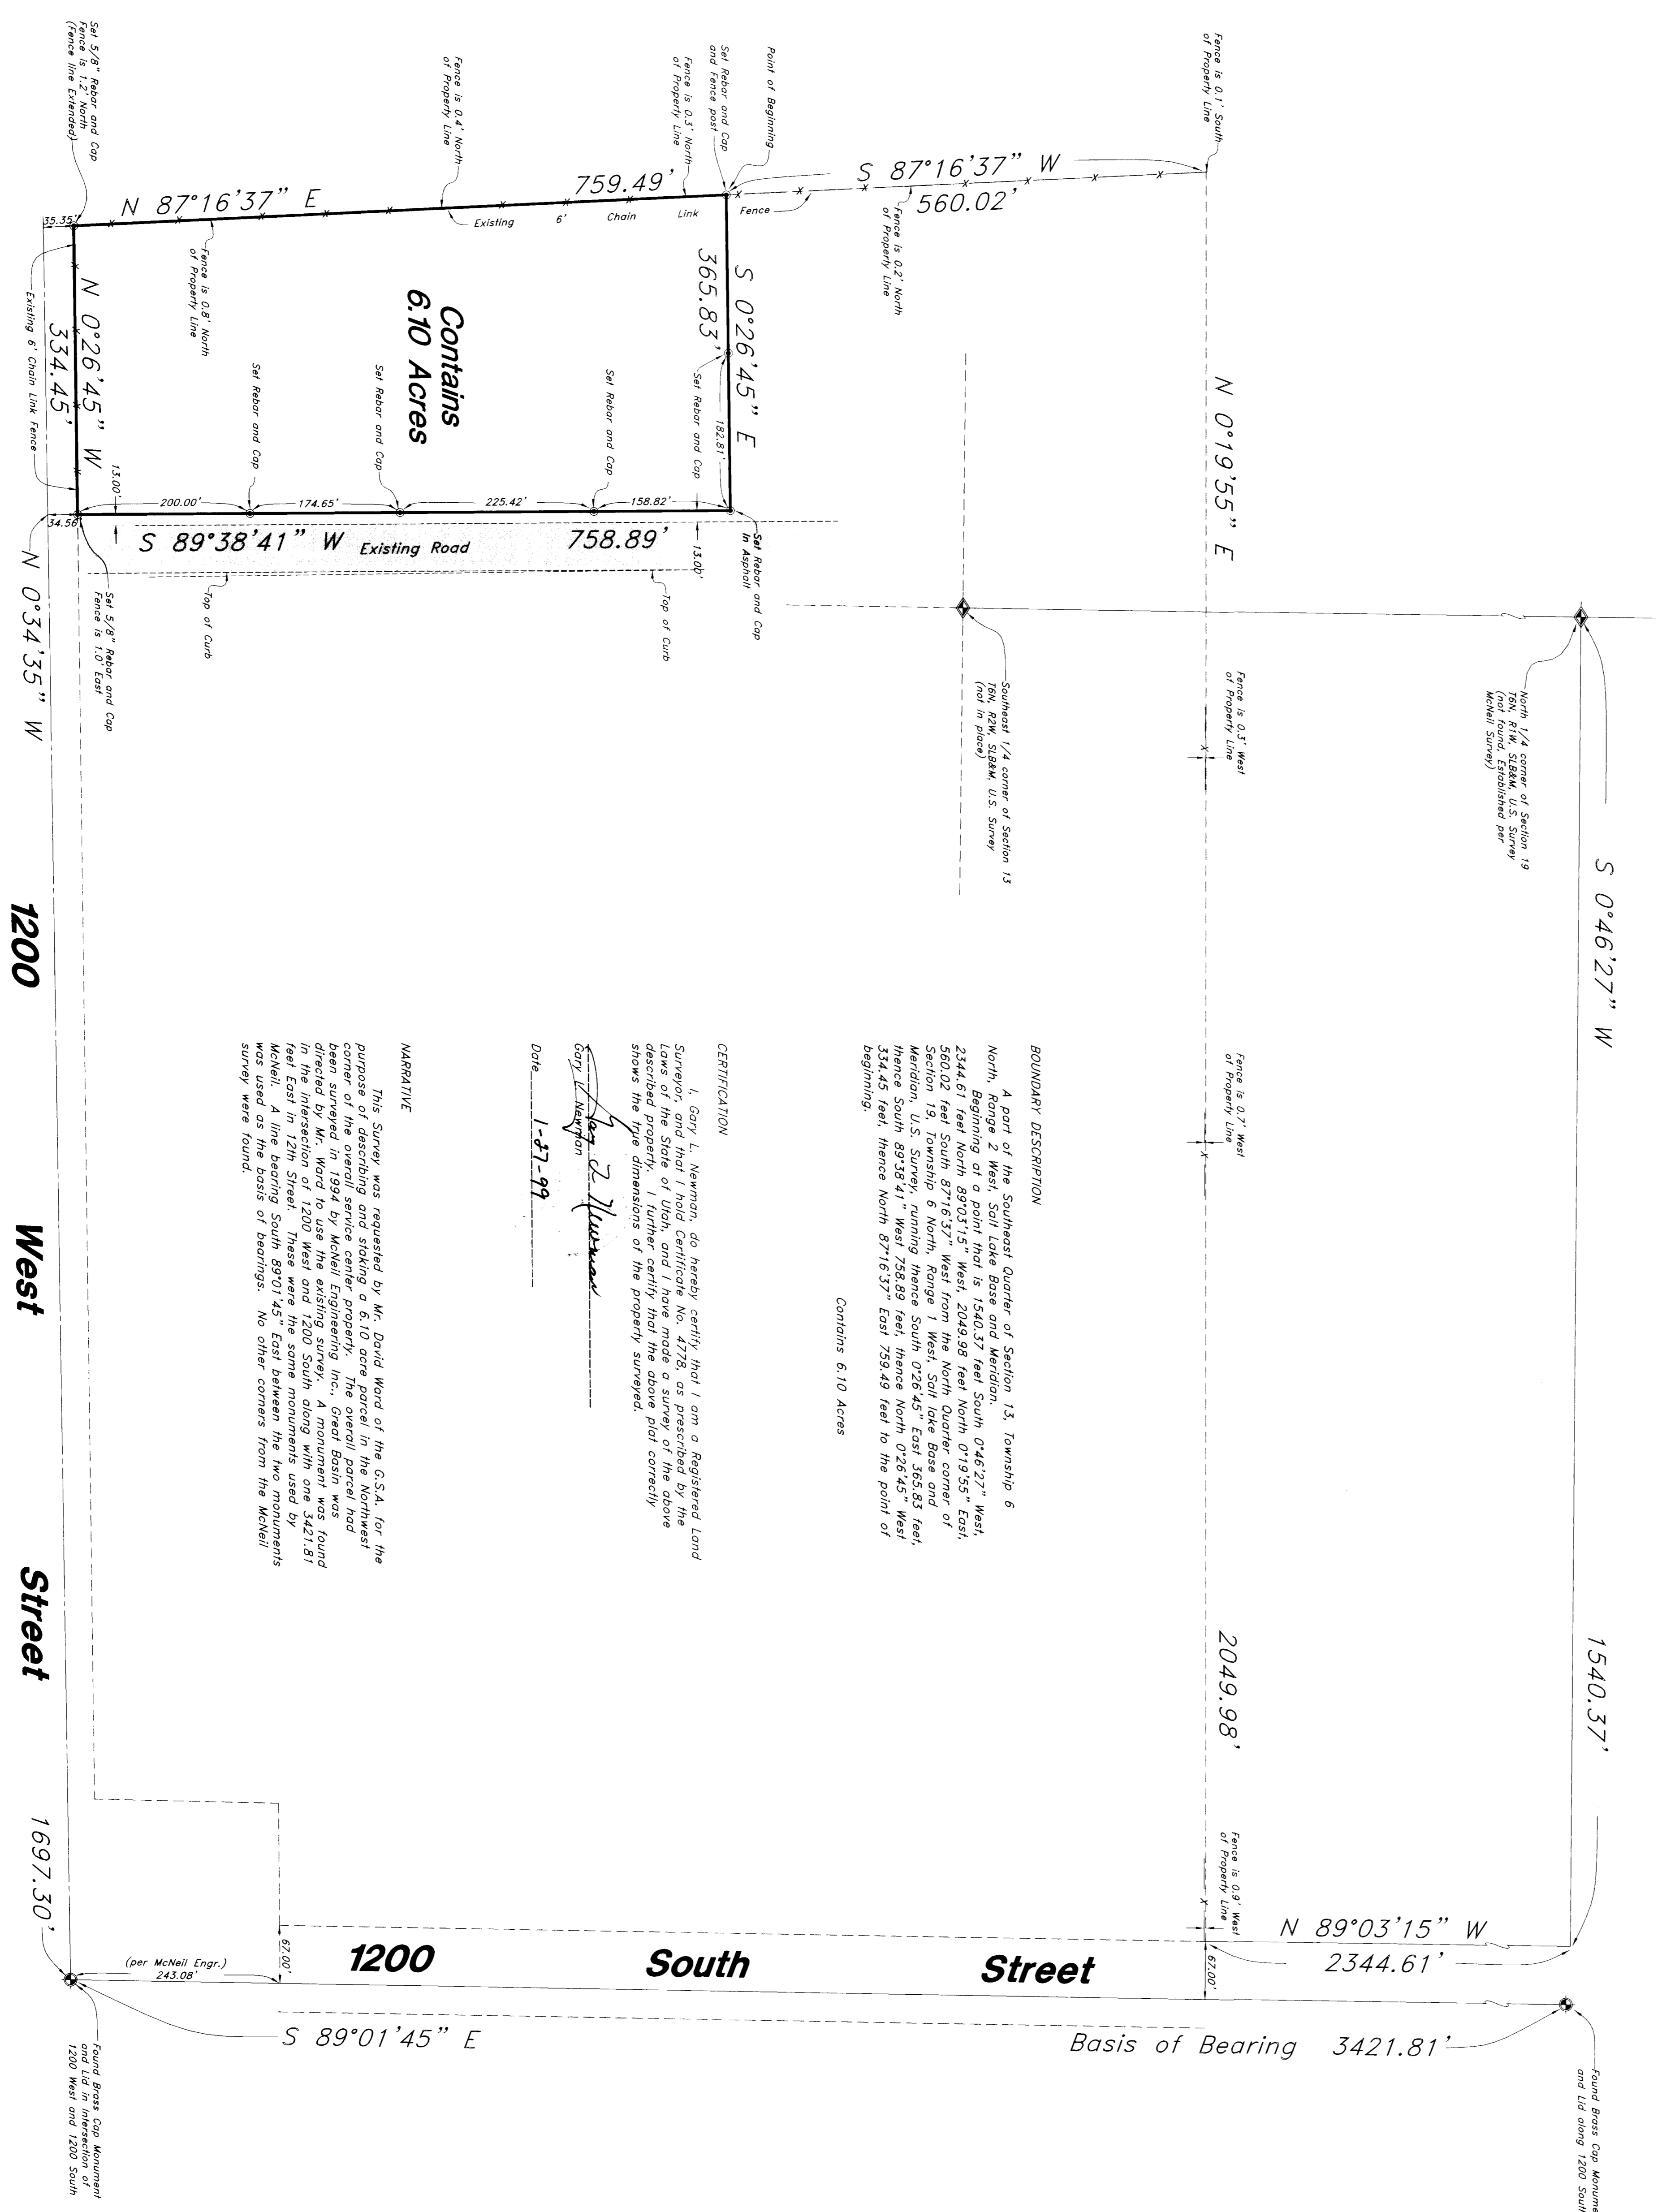 Fence is 0.1' South
of Property Line
Point of Beginning
Set Rebar and Cap
and Fence post
Fence is 0.3' North
of Property Line
Fence is 0.4' North
of Property Line
Set 5/8" Rebar and Cap
Fence is 1.2' North
(Fence line Extended)
S 87°16'37" W
560.02'
Fence is 0.2' North
of Property Line
N 87°16'37" E
759.49'
Existing 6' Chain Link Fence
35.35'
Fence is 0.8' North
of Property Line
S 0°26'45" E
365.83'
182.81'
Contains
6.10 Acres
N 0°26'45" W
334.45'
Existing 6' Chain Link Fence
Set Rebar and Cap
Set Rebar and Cap
Set Rebar and Cap
Set Rebar and Cap
13.00'
200.00'
174.65'
225.42'
158.82'
34.56'
S 89°38'41" W
Existing Road
758.89'
13.00'
Set Rebar and Cap
In Asphalt
Top of Curb
Top of Curb
Set 5/8" Rebar and Cap
Fence is 1.0' East
N 0°34'35" W
1697.30'
1200 West Street
N 0°19'55" E
2049.98'
Fence is 0.3' West
of Property Line
Fence is 0.7' West
of Property Line
Fence is 0.9' West
of Property Line
Southeast 1/4 corner of Section 13
T6N, R2W, SLB&M, U.S. Survey
(not in place)
North 1/4 corner of Section 19
T6N, R1W, SLB&M, U.S. Survey
(not found, Established per
McNeil Survey)
S 0°46'27" W
1540.37'
BOUNDARY DESCRIPTION
A part of the Southeast Quarter of Section 13, Township 6
North, Range 2 West, Salt Lake Base and Meridian.
Beginning at a point that is 1540.37 feet South 0°46'27" West,
2344.61 feet North 89°03'15" West, 2049.98 feet North 0°19'55" East,
560.02 feet South 87°16'37" West from the North Quarter corner of
Section 19, Township 6 North, Range 1 West, Salt lake Base and
Meridian, U.S. Survey, running thence South 0°26'45" East 365.83 feet,
thence South 89°38'41" West 758.89 feet, thence North 0°26'45" West
334.45 feet, thence North 87°16'37" East 759.49 feet to the point of
beginning.
Contains 6.10 Acres
CERTIFICATION
I, Gary L. Newman, do hereby certify that I am a Registered Land
Surveyor, and that I hold Certificate No. 4778, as prescribed by the
Laws of the State of Utah, and I have made a survey of the above
described property. I further certify that the above plat correctly
shows the true dimensions of the property surveyed.
Gary L Newman
Gary L. Newman
Date 1-27-99
NARRATIVE
This Survey was requested by Mr. David Ward of the G.S.A. for the
purpose of describing and staking a 6.10 acre parcel in the Northwest
corner of the overall service center property. The overall parcel had
been surveyed in 1994 by McNeil Engineering Inc., Great Basin was
directed by Mr. Ward to use the existing survey. A monument was found
in the intersection of 1200 West and 1200 South along with one 3421.81
feet East in 12th Street. These were the same monuments used by
McNeil. A line bearing South 89°01'45" East between the two monuments
was used as the basis of bearings. No other corners from the McNeil
survey were found.
N 89°03'15" W
2344.61'
67.00'
67.00'
(per McNeil Engr.)
243.08'
1200 South Street
S 89°01'45" E
Basis of Bearing 3421.81'
Found Brass Cap Monument
and Lid in Intersection of
1200 West and 1200 South
Found Brass Cap Monume
and Lid along 1200 Sout